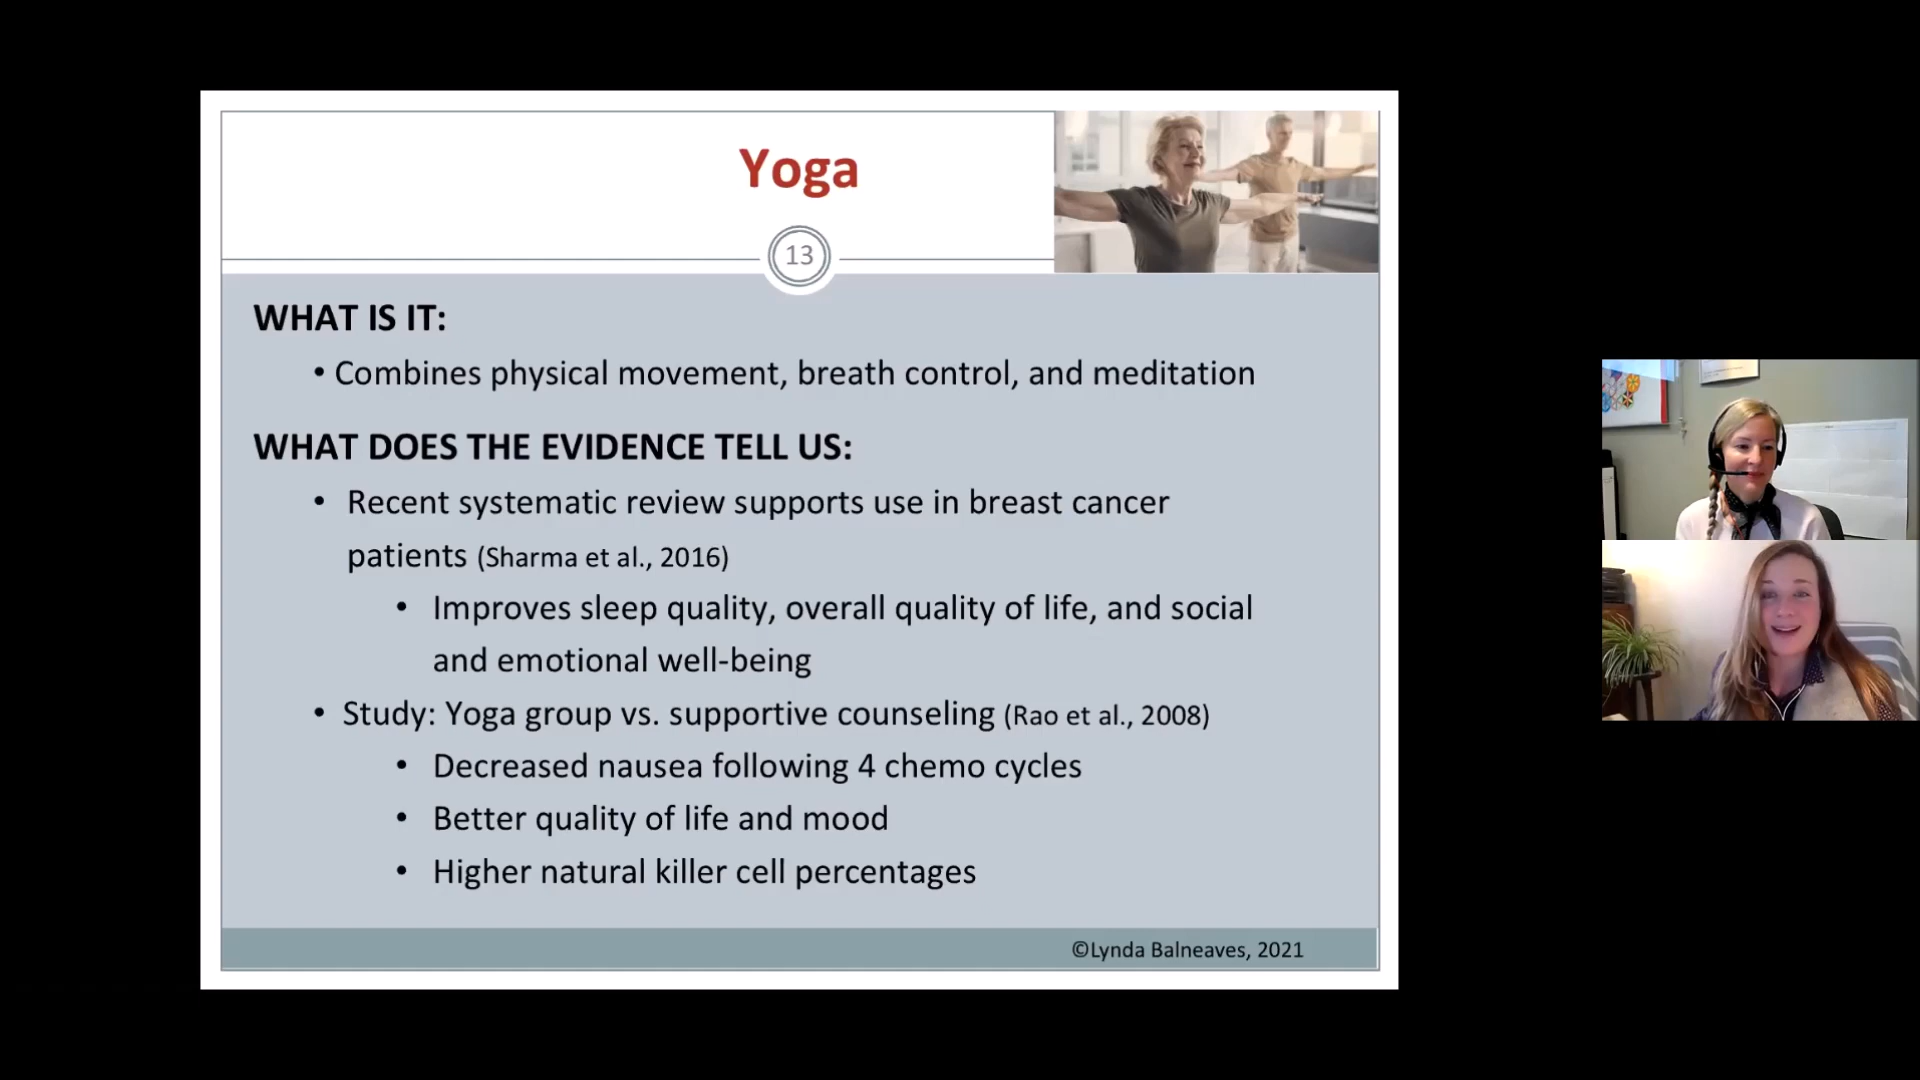 Yoga
13
WHAT IS IT:
• Combines physical movement, breath control, and meditation
WHAT DOES THE EVIDENCE TELL US:
• Recent systematic review supports use in breast cancer
patients (Sharma et al., 2016)
• Improves sleep quality, overall quality of life, and social
and emotional well-being
• Study: Yoga group vs. supportive counseling (Rao et al., 2008)
• Decreased nausea following 4 chemo cycles
• Better quality of life and mood
• Higher natural killer cell percentages
©Lynda Balneaves, 2021